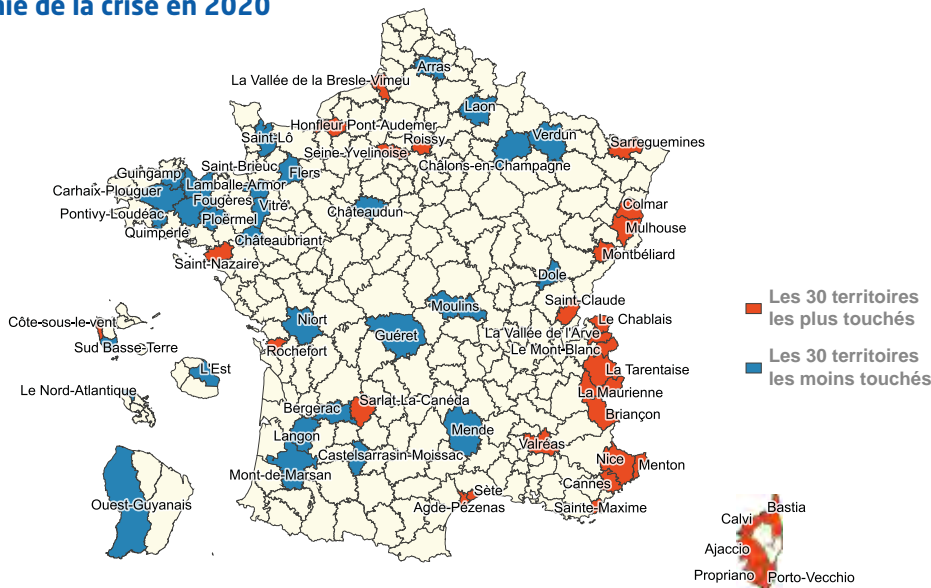 nie de la crise en 2020
Arras
La Vallée de la Bresle-Vimeu
Laon
Honfleur Pont-Audemer
Saint-Lô
Roissy
Verdun
Sarreguemines
Seine-Yvelinoise
Châlons-en-Champagne
Saint-Brieuc
Flers
Guingamp
Lamballe-Armor
Carhaix-Plouguer
Fougères
Vitré
Colmar
Pontivy-Loudéac
Ploërmel
Châteaudun
Mulhouse
Quimperlé
Châteaubriant
Montbéliard
Saint-Nazaire
Dole
Moulins
Saint-Claude
Les 30 territoires
les plus touchés
Côte-sous-le-vent
Niort
Le Chablais
Guéret
La Vallée de l'Arve
Sud Basse-Terre
Rochefort
Le Mont-Blanc
Les 30 territoires
les moins touchés
L'Est
La Tarentaise
Le Nord-Atlantique
La Maurienne
Sarlat-La-Canéda
Bergerac
Briançon
Langon
Mende
Valréas
Castelsarrasin-Moissac
Nice
Menton
Mont-de-Marsan
Cannes
Sète
Ouest-Guyanais
Agde-Pézenas
Sainte-Maxime
Bastia
Calvi
Ajaccio
Propriano
Porto-Vecchio